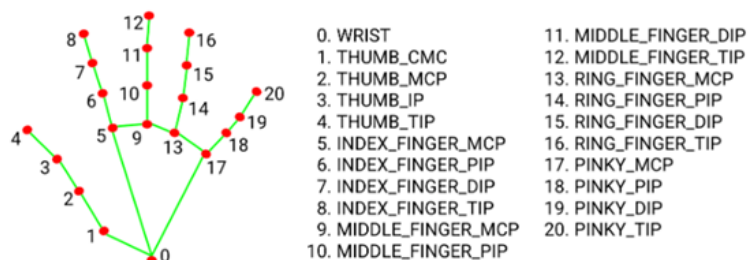 12
8
16
11
7
15
10
20
6
14
19
4
5
9
13
18
3
17
2
1
0
0. WRIST
1. THUMB_CMC
2. THUMB_MCP
3. THUMB_IP
4. THUMB_TIP
5. INDEX_FINGER_MCP
6. INDEX_FINGER_PIP
7. INDEX_FINGER_DIP
8. INDEX_FINGER_TIP
9. MIDDLE_FINGER_MCP
10. MIDDLE_FINGER_PIP
11. MIDDLE_FINGER_DIP
12. MIDDLE_FINGER_TIP
13. RING_FINGER_MCP
14. RING_FINGER_PIP
15. RING_FINGER_DIP
16. RING_FINGER_TIP
17. PINKY_MCP
18. PINKY_PIP
19. PINKY_DIP
20. PINKY_TIP